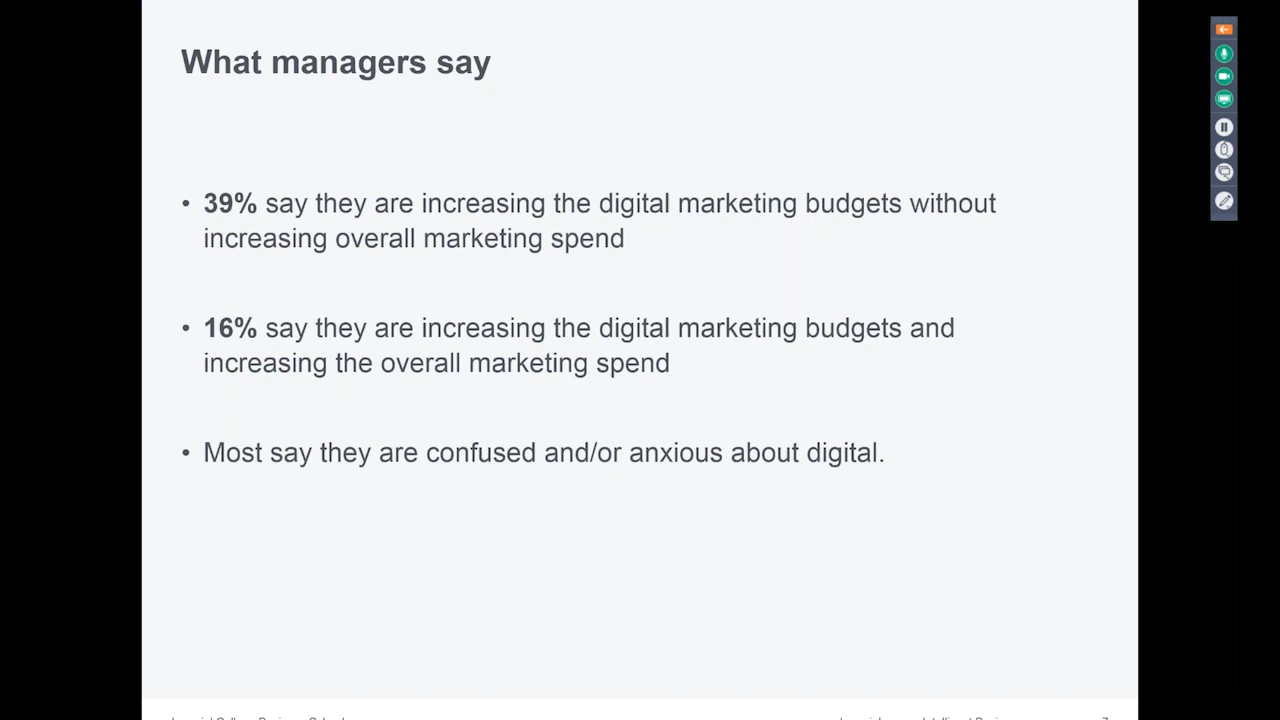 What managers say
• 39% say they are increasing the digital marketing budgets without
increasing overall marketing spend
• 16% say they are increasing the digital marketing budgets and
increasing the overall marketing spend
• Most say they are confused and/or anxious about digital.